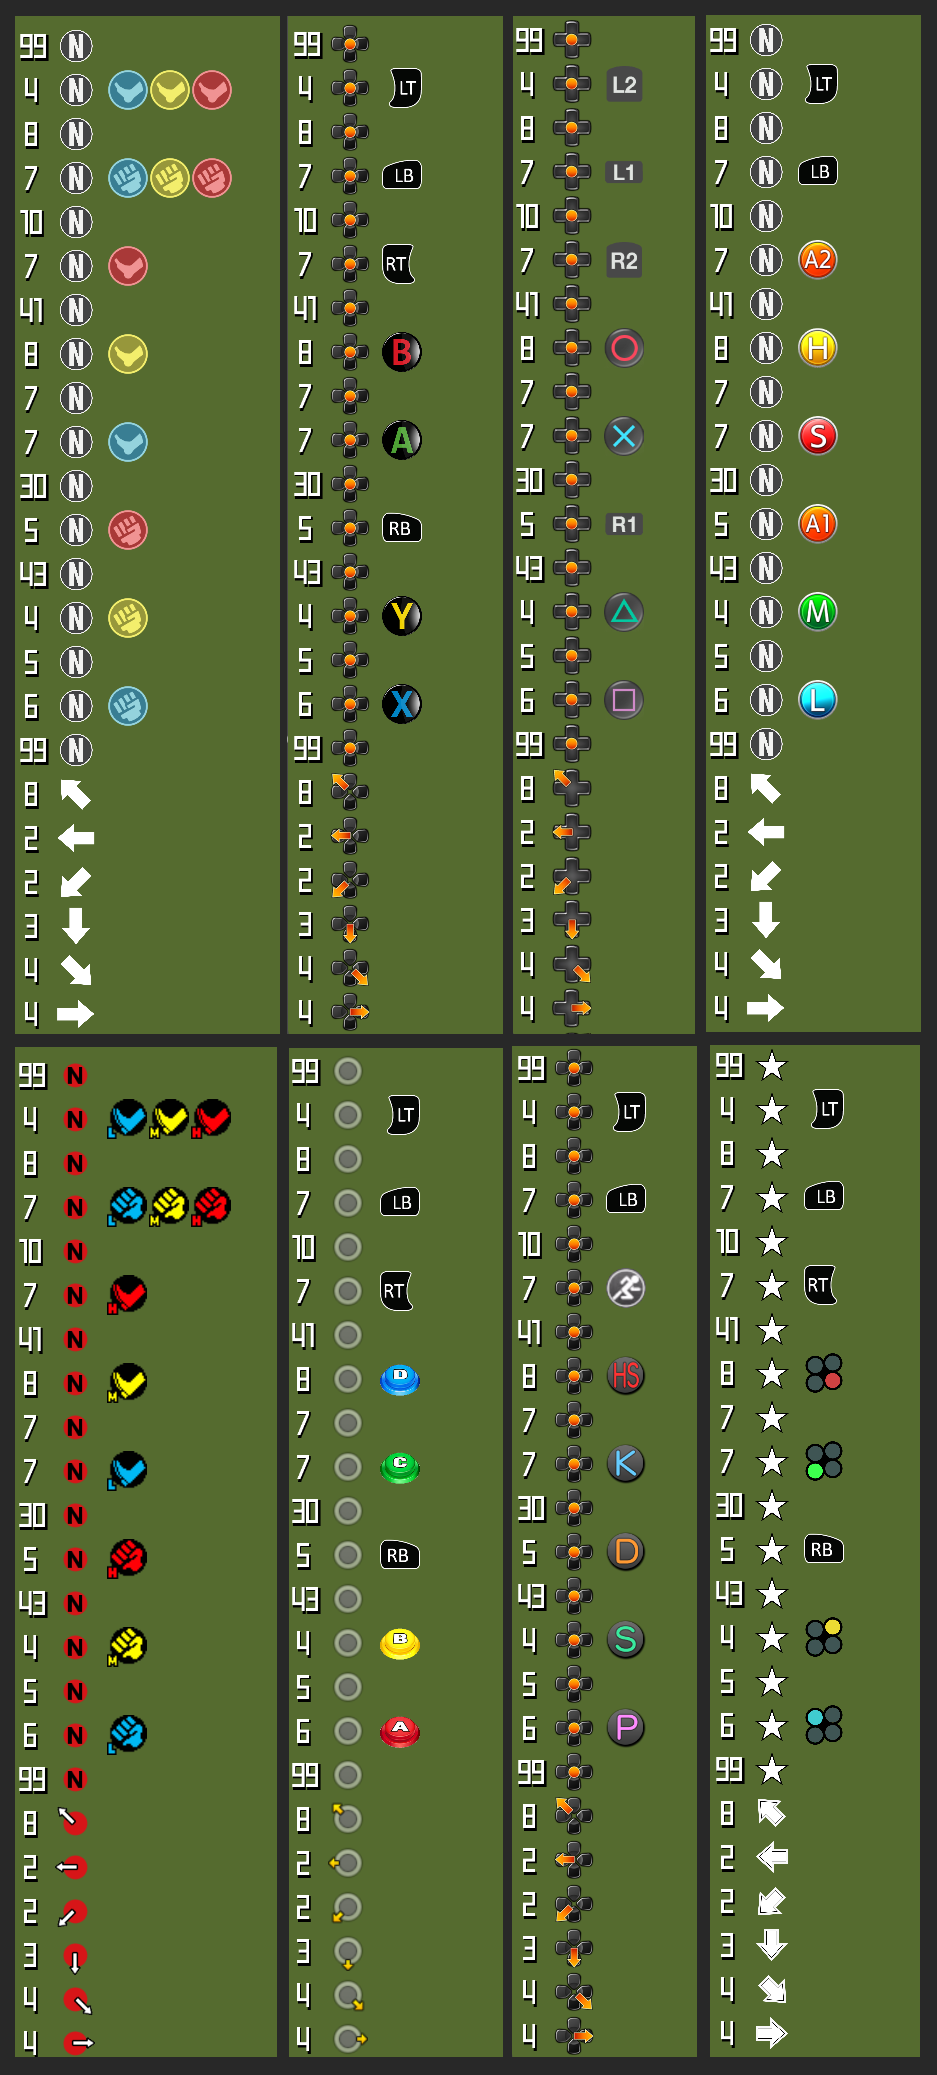 99 N
4 N
8 N
7 N
10 N
7 N
41 N
8 N
7 N
7 N
30 N
5 N
43 N
4 N
5 N
6 N
99 N
8
2
2
3
4
4
99
4 LT
8
7 LB
10
7 RT
41
8 B
7
7 A
30
5 RB
43
4 Y
5
6 X
99
8
2
2
3
4
4
99
4 L2
8
7 L1
10
7 R2
41
8
7
7
30
5 R1
43
4
5
6
99
8
2
2
3
4
4
99 N
4 N LT
8 N
7 N LB
10 N
7 N A2
41 N
8 N H
7 N
7 N S
30 N
5 N A1
43 N
4 N M
5 N
6 N L
99 N
8
2
2
3
4
4
99 N
4 N L M H
8 N
7 N L M H
10 N
7 N H
41 N
8 N M
7 N
7 N L
30 N
5 N H
43 N
4 N M
5 N
6 N L
99 N
8
2
2
3
4
4
99
4 LT
8
7 LB
10
7 RT
41
8 D
7
7 C
30
5 RB
43
4 B
5
6 A
99
8
2
2
3
4
4
99
4 LT
8
7 LB
10
7
41
8 HS
7
7 K
30
5 D
43
4 S
5
6 P
99
8
2
2
3
4
4
99
4 LT
8
7 LB
10
7 RT
41
8
7
7
30
5 RB
43
4
5
6
99
8
2
2
3
4
4